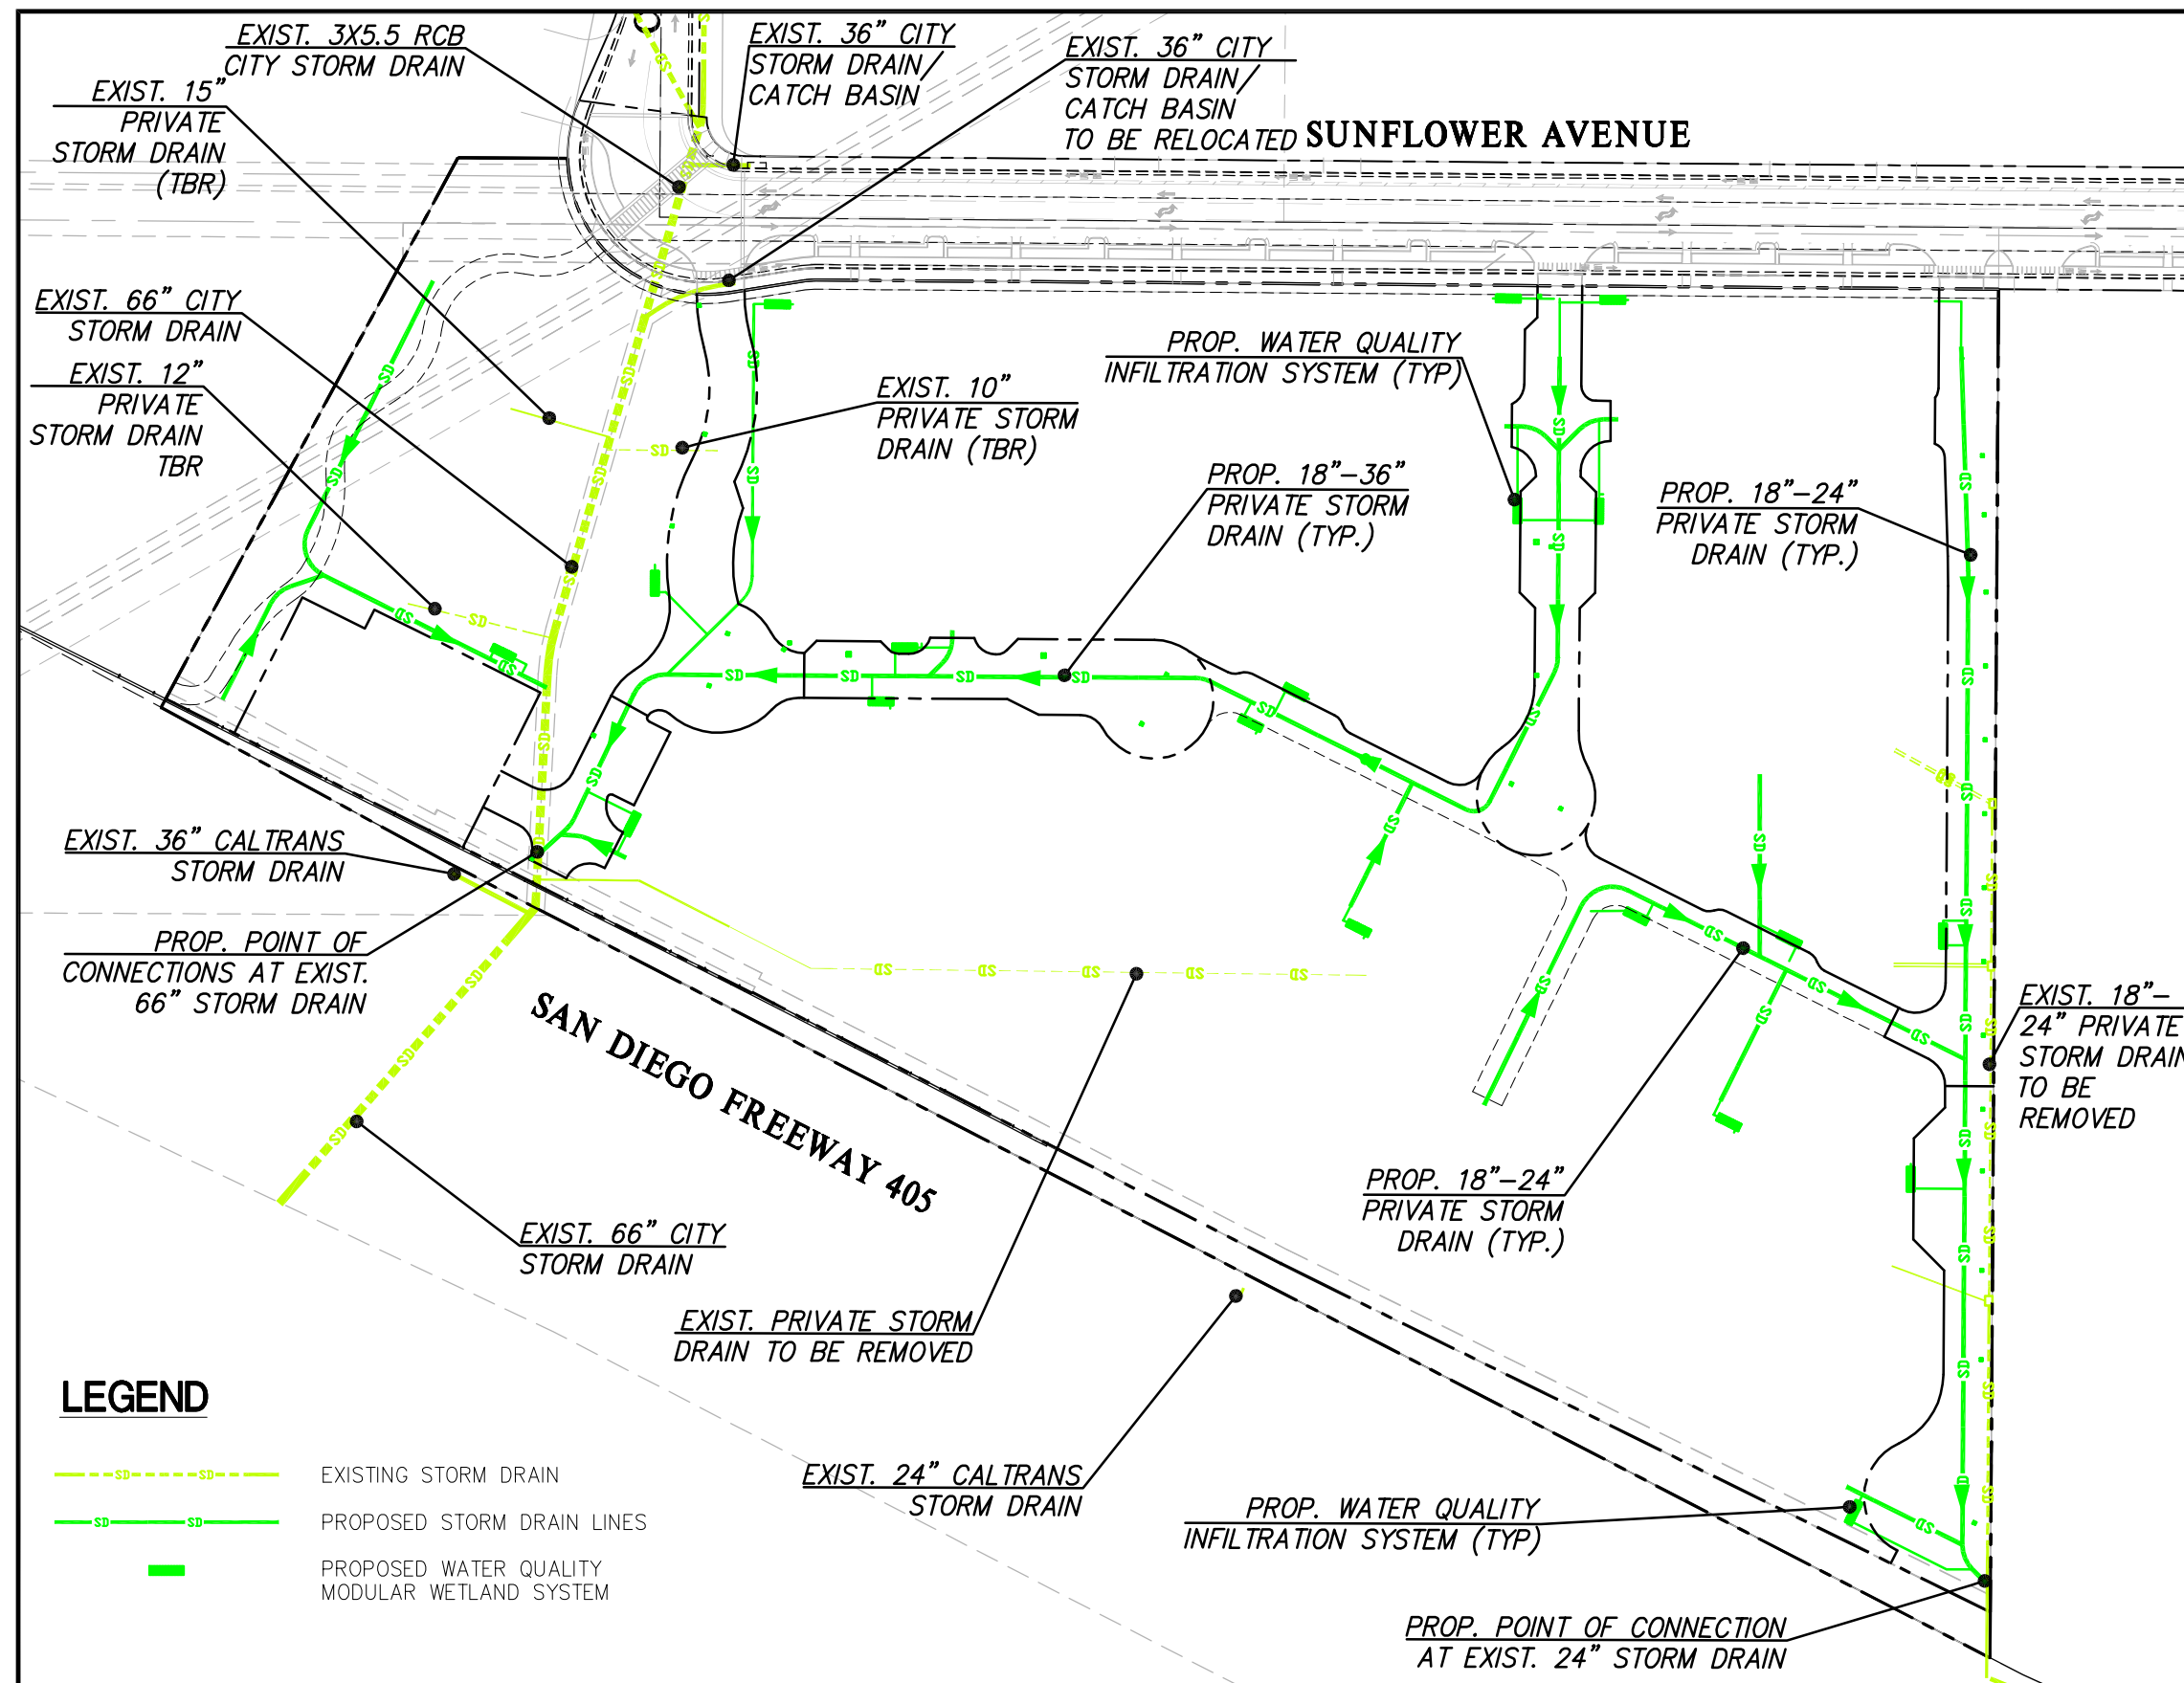 EXIST. 3X5.5 RCB
CITY STORM DRAIN
EXIST. 36" CITY
STORM DRAIN/
CATCH BASIN
EXIST. 36" CITY
STORM DRAIN/
CATCH BASIN
TO BE RELOCATED
SUNFLOWER AVENUE
EXIST. 15"
PRIVATE
STORM DRAIN
(TBR)
EXIST. 66" CITY
STORM DRAIN
EXIST. 12"
PRIVATE
STORM DRAIN
TBR
EXIST. 10"
PRIVATE STORM
DRAIN (TBR)
PROP. WATER QUALITY
INFILTRATION SYSTEM (TYP)
PROP. 18"-36"
PRIVATE STORM
DRAIN (TYP.)
PROP. 18"-24"
PRIVATE STORM
DRAIN (TYP.)
EXIST. 36" CALTRANS
STORM DRAIN
PROP. POINT OF
CONNECTIONS AT EXIST.
66" STORM DRAIN
SAN DIEGO FREEWAY 405
EXIST. 18"-
24" PRIVATE
STORM DRAIN
TO BE
REMOVED
PROP. 18"-24"
PRIVATE STORM
DRAIN (TYP.)
EXIST. 66" CITY
STORM DRAIN
EXIST. PRIVATE STORM
DRAIN TO BE REMOVED
EXIST. 24" CALTRANS
STORM DRAIN
PROP. WATER QUALITY
INFILTRATION SYSTEM (TYP)
PROP. POINT OF CONNECTION
AT EXIST. 24" STORM DRAIN
LEGEND
SD SD
EXISTING STORM DRAIN
SD SD
PROPOSED STORM DRAIN LINES
PROPOSED WATER QUALITY
MODULAR WETLAND SYSTEM